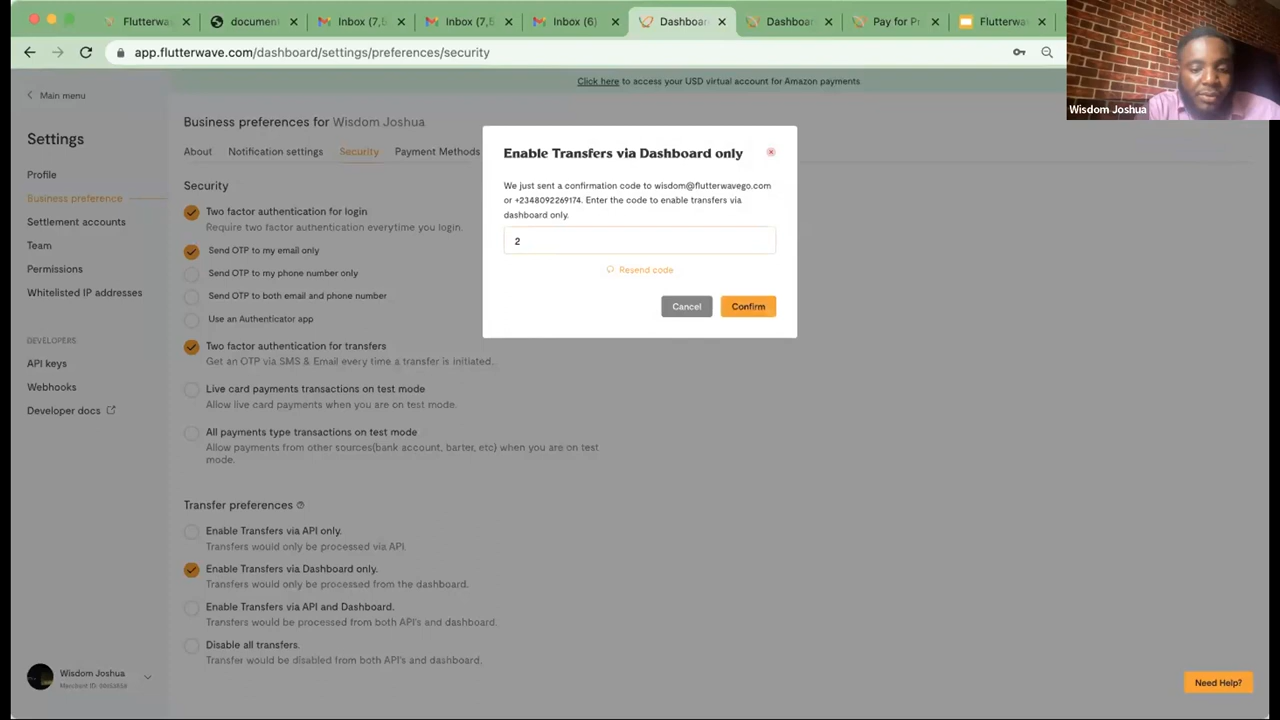 Flutterwav
documen
Inbox (7,5
Inbox (7,5
Inbox (6)
Dashboar
Dashboar
Pay for Pr
Flutterwa
app.flutterwave.com/dashboard/settings/preferences/security
Wisdom Joshua
Click here to access your USD virtual account for Amazon payments
Main menu
Settings
Profile
Business preference
Settlement accounts
Team
Permissions
Whitelisted IP addresses
DEVELOPERS
API keys
Webhooks
Developer docs
Wisdom Joshua
Merchant ID:
Business preferences for Wisdom Joshua
About
Notification settings
Security
Payment Methods
Security
Two factor authentication for login
Require two factor authentication everytime you login.
Send OTP to my email only
Send OTP to my phone number only
Send OTP to both email and phone number
Use an Authenticator app
Two factor authentication for transfers
Get an OTP via SMS & Email every time a transfer is initiated.
Live card payments transactions on test mode
Allow live card payments when you are on test mode.
All payments type transactions on test mode
Allow payments from other sources(bank account, barter, etc) when you are on test
mode.
Transfer preferences
Enable Transfers via API only.
Transfers would only be processed via API.
Enable Transfers via Dashboard only.
Transfers would only be processed from the dashboard.
Enable Transfers via API and Dashboard.
Transfers would be processed from both API's and dashboard.
Disable all transfers.
Transfer would be disabled from both API's and dashboard.
Enable Transfers via Dashboard only
We just sent a confirmation code to wisdom@flutterwavego.com
or +2348092269174. Enter the code to enable transfers via
dashboard only.
2
Resend code
Cancel
Confirm
Need Help?